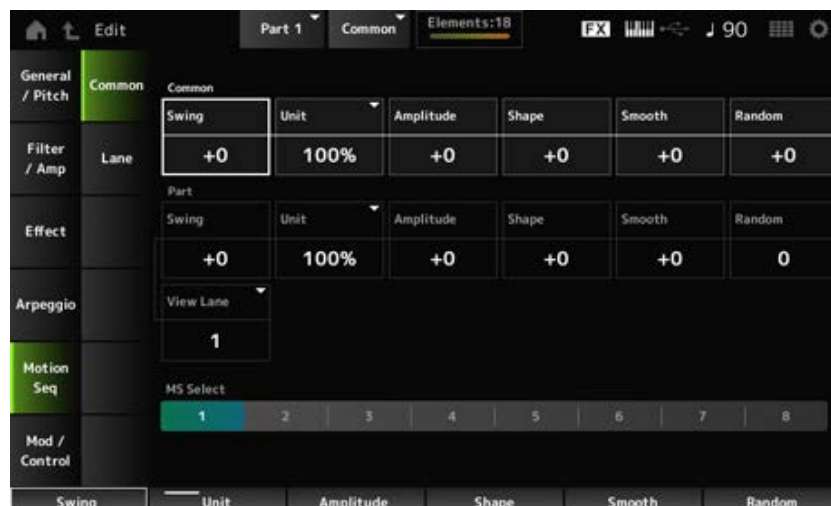 Edit
Part 1
Common
Elements:18
FX
90
General / Pitch
Common
Filter / Amp
Lane
Effect
Arpeggio
Motion Seq
Mod / Control
Common
Swing Unit Amplitude Shape Smooth Random
+0 100% +0 +0 +0 +0
Part
Swing Unit Amplitude Shape Smooth Random
+0 100% +0 +0 +0 0
View Lane
1
MS Select
1 2 3 4 5 6 7 8
Swing Unit Amplitude Shape Smooth Random